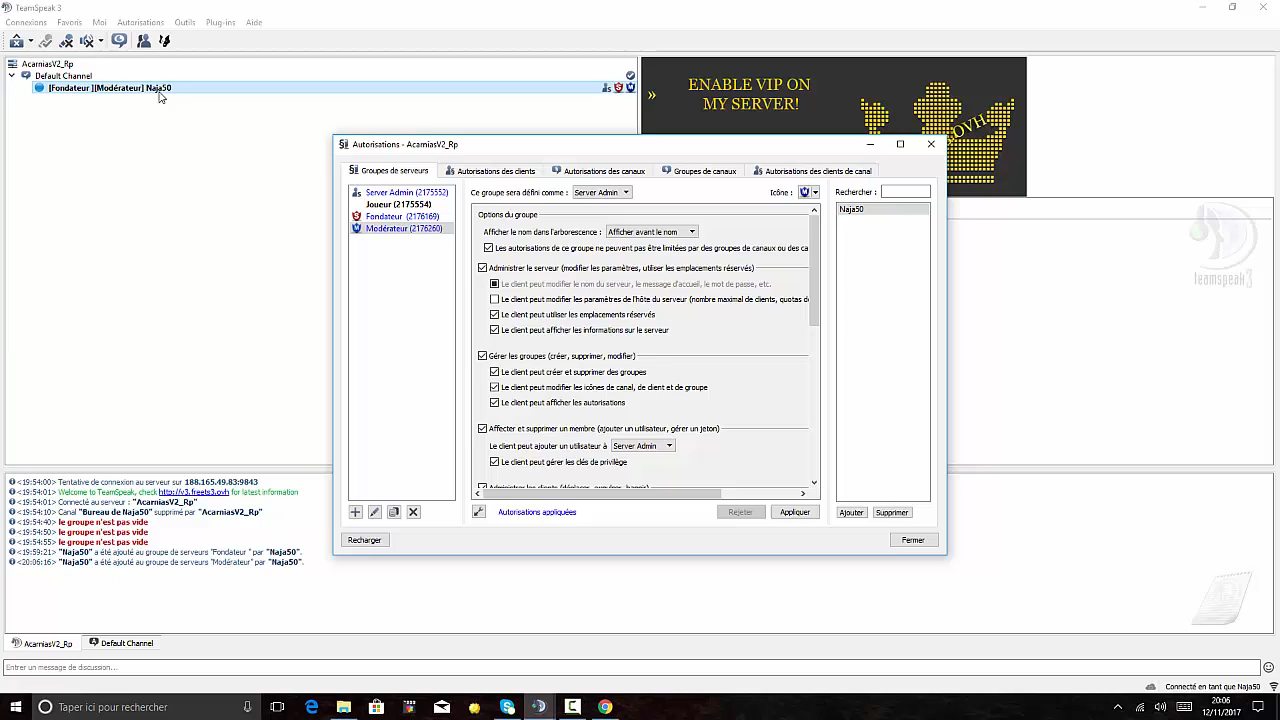 TeamSpeak 3
Connexions Favoris Moi Autorisations Outils Plug-ins Aide
AcarniasV2_Rp
Default Channel
[Fondateur ][Modérateur] Naja50
ENABLE VIP ON
MY SERVER!
.OVH
teamspeak3
Autorisations - AcarniasV2_Rp
Groupes de serveurs Autorisations des clients Autorisations des canaux Groupes de canaux Autorisations des clients de canal
Server Admin (2175552)
Joueur (2175554)
Fondateur (2176169)
Modérateur (2176260)
Ce groupe sera défini comme : Server Admin Icône :
Options du groupe
Afficher le nom dans l'arborescence : Afficher avant le nom
Les autorisations de ce groupe ne peuvent pas être limitées par des groupes de canaux ou des ca
Administrer le serveur (modifier les paramètres, utiliser les emplacements réservés)
Le client peut modifier le nom du serveur, le message d'accueil, le mot de passe, etc.
Le client peut modifier les paramètres de l'hôte du serveur (nombre maximal de clients, quotas de
Le client peut utiliser les emplacements réservés
Le client peut afficher les informations sur le serveur
Gérer les groupes (créer, supprimer, modifier)
Le client peut créer et supprimer des groupes
Le client peut modifier les icônes de canal, de client et de groupe
Le client peut afficher les autorisations
Affecter et supprimer un membre (ajouter un utilisateur, gérer un jeton)
Le client peut ajouter un utilisateur à Server Admin
Le client peut gérer les clés de privilège
Autorisations appliquées
Rejeter Appliquer
Rechercher :
Naja50
Ajouter Supprimer
Recharger Fermer
<19:54:00> Tentative de connexion au serveur sur 188.165.49.83:9843
<19:54:01> Welcome to TeamSpeak, check http://v3.freets3.ovh for latest information
<19:54:01> Connecté au serveur : "AcarniasV2_Rp"
<19:54:10> Canal "Bureau de Naja50" supprimé par "AcarniasV2_Rp"
<19:54:40> le groupe n'est pas vide
<19:54:40> le groupe n'est pas vide
<19:54:55> le groupe n'est pas vide
<19:59:21> "Naja50" a été ajouté au groupe de serveurs "Fondateur " par "Naja50".
<20:06:16> "Naja50" a été ajouté au groupe de serveurs "Modérateur" par "Naja50".
AcarniasV2_Rp Default Channel
Entrer un message de discussion...
Connecté en tant que Naja50
Taper ici pour rechercher
20:06
12/11/2017